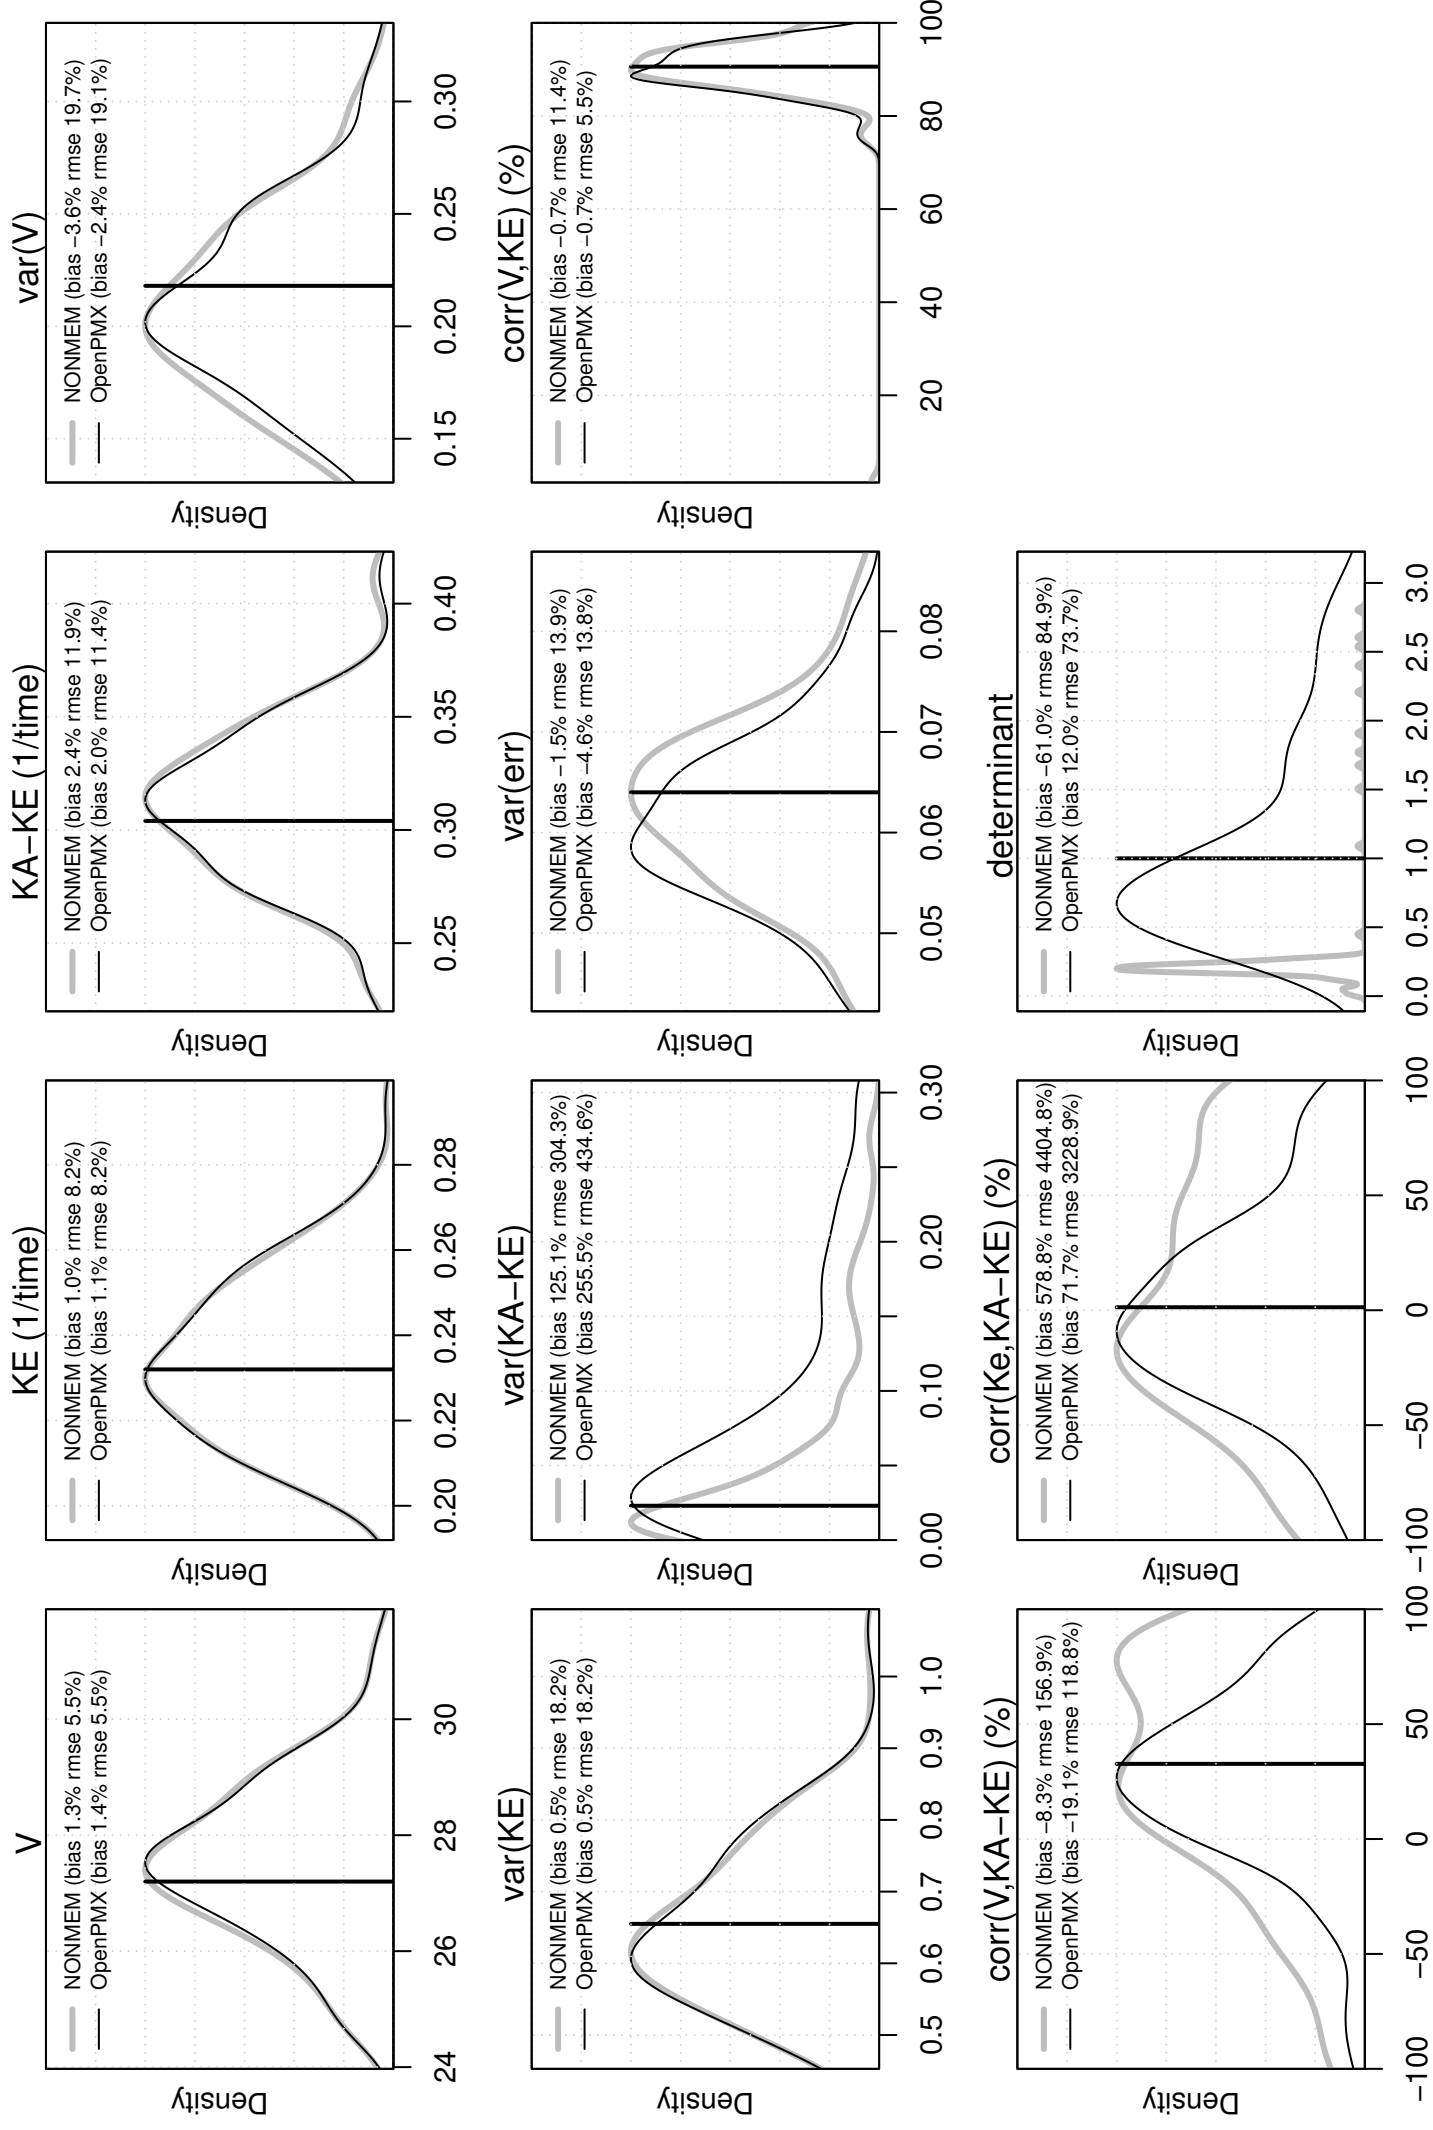 V
NONMEM (bias 1.3% rmse 5.5%)
OpenPMX (bias 1.4% rmse 5.5%)
Density
24 26 28 30
KE (1/time)
NONMEM (bias 1.0% rmse 8.2%)
OpenPMX (bias 1.1% rmse 8.2%)
Density
0.20 0.22 0.24 0.26 0.28
KA−KE (1/time)
NONMEM (bias 2.4% rmse 11.9%)
OpenPMX (bias 2.0% rmse 11.4%)
Density
0.25 0.30 0.35 0.40
var(V)
NONMEM (bias −3.6% rmse 19.7%)
OpenPMX (bias −2.4% rmse 19.1%)
Density
0.15 0.20 0.25 0.30
var(KE)
NONMEM (bias 0.5% rmse 18.2%)
OpenPMX (bias 0.5% rmse 18.2%)
Density
0.5 0.6 0.7 0.8 0.9 1.0
var(KA−KE)
NONMEM (bias 125.1% rmse 304.3%)
OpenPMX (bias 255.5% rmse 434.6%)
Density
0.00 0.10 0.20 0.30
var(err)
NONMEM (bias −1.5% rmse 13.9%)
OpenPMX (bias −4.6% rmse 13.8%)
Density
0.05 0.06 0.07 0.08
corr(V,KE) (%)
NONMEM (bias −0.7% rmse 11.4%)
OpenPMX (bias −0.7% rmse 5.5%)
Density
20 40 60 80 100
corr(V,KA−KE) (%)
NONMEM (bias −8.3% rmse 156.9%)
OpenPMX (bias −19.1% rmse 118.8%)
Density
−100 −50 0 50 100
corr(Ke,KA−KE) (%)
NONMEM (bias 578.8% rmse 4404.8%)
OpenPMX (bias 71.7% rmse 3228.9%)
Density
−100 −50 0 50 100
determinant
NONMEM (bias −61.0% rmse 84.9%)
OpenPMX (bias 12.0% rmse 73.7%)
Density
0.0 0.5 1.0 1.5 2.0 2.5 3.0